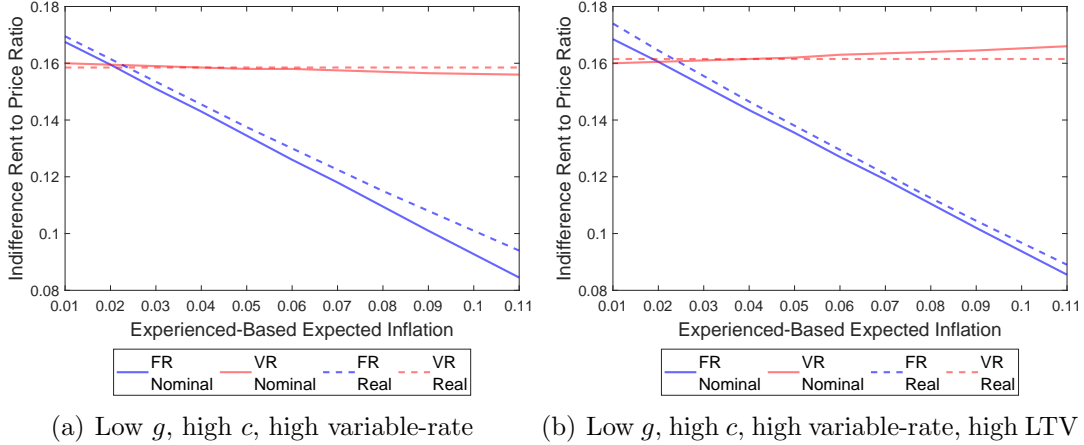 0.18
0.16
0.14
0.12
0.1
0.08
Indifference Rent to Price Ratio
0.01 0.02 0.03 0.04 0.05 0.06 0.07 0.08 0.09 0.1 0.11
Experienced-Based Expected Inflation
FR Nominal
VR Nominal
FR Real
VR Real
(a) Low g, high c, high variable-rate
0.18
0.16
0.14
0.12
0.1
0.08
Indifference Rent to Price Ratio
0.01 0.02 0.03 0.04 0.05 0.06 0.07 0.08 0.09 0.1 0.11
Experienced-Based Expected Inflation
FR Nominal
VR Nominal
FR Real
VR Real
(b) Low g, high c, high variable-rate, high LTV